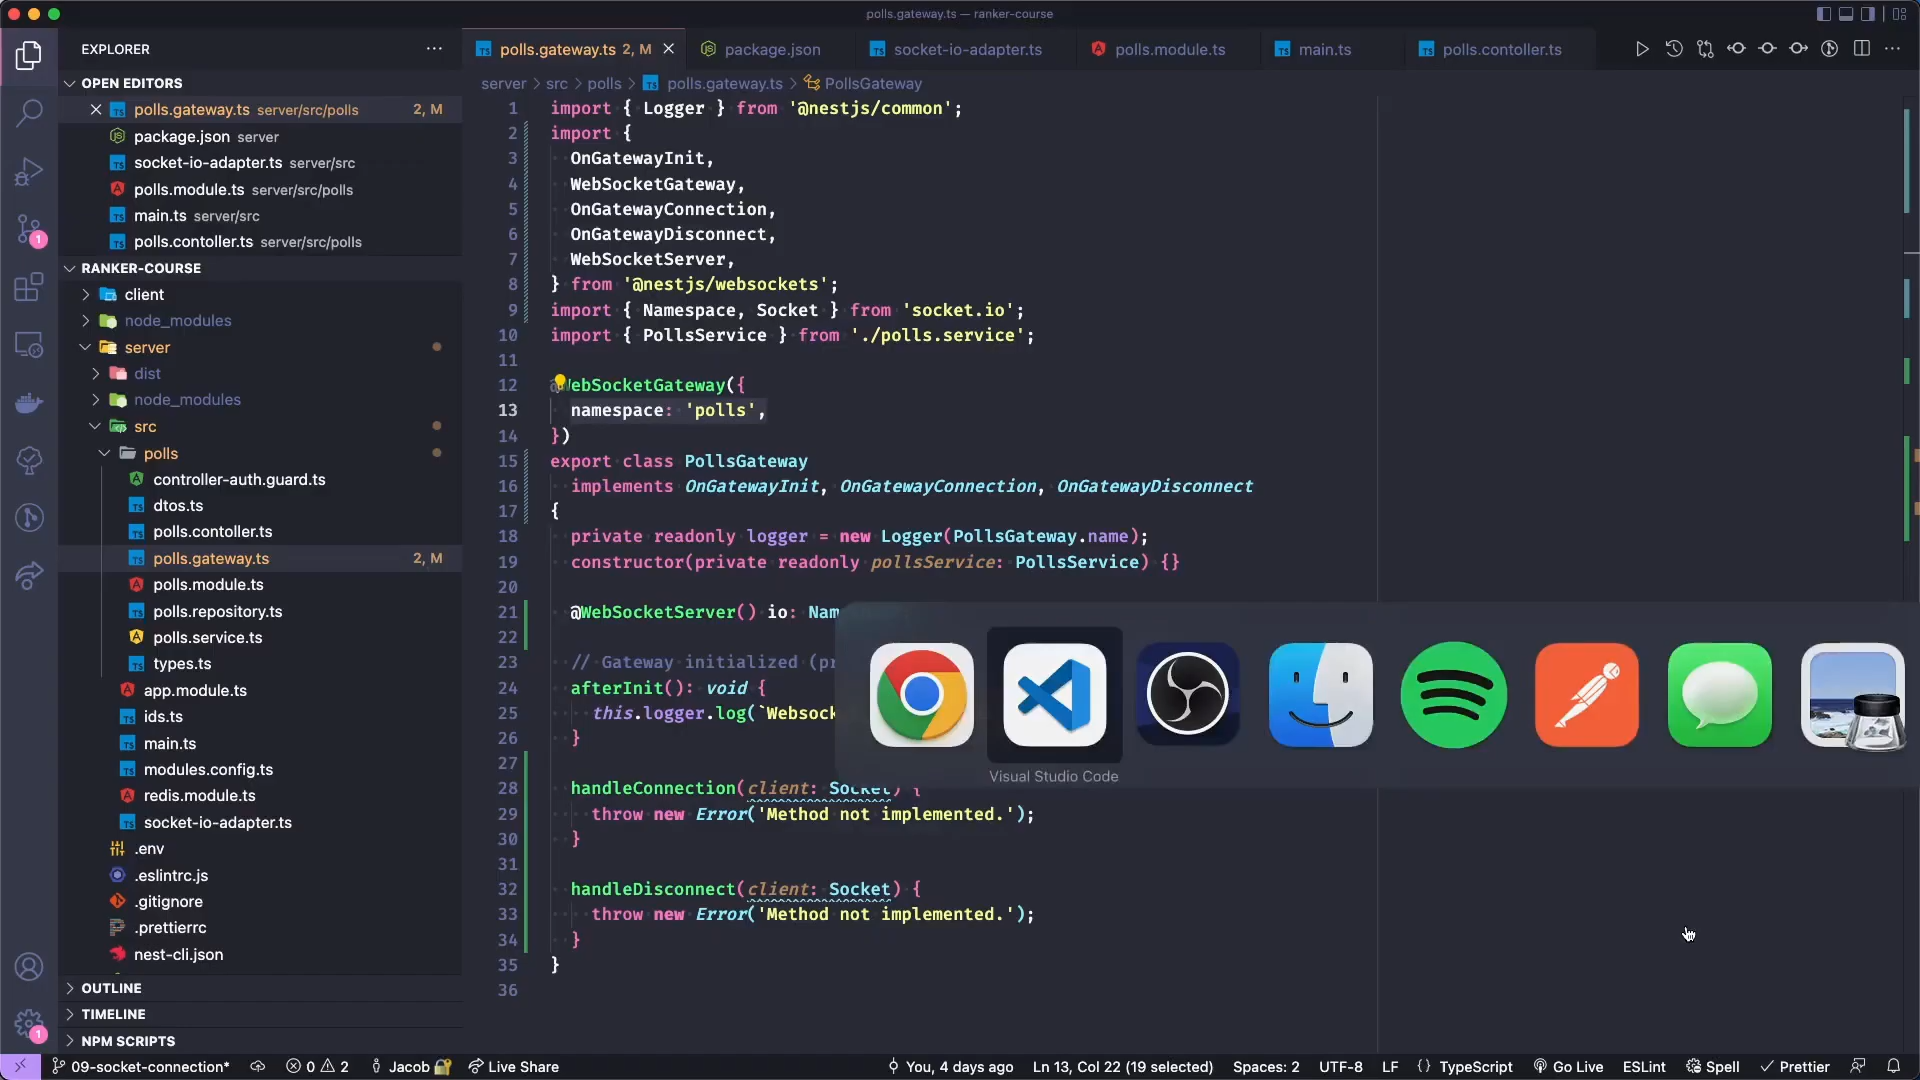 polls.gateway.ts — ranker-course
EXPLORER
OPEN EDITORS
polls.gateway.ts server/src/polls 2, M
package.json server
socket-io-adapter.ts server/src
polls.module.ts server/src/polls
main.ts server/src
polls.contoller.ts server/src/polls
RANKER-COURSE
client
node_modules
server
dist
node_modules
src
polls
controller-auth.guard.ts
dtos.ts
polls.contoller.ts
polls.gateway.ts 2, M
polls.module.ts
polls.repository.ts
polls.service.ts
types.ts
app.module.ts
ids.ts
main.ts
modules.config.ts
redis.module.ts
socket-io-adapter.ts
.env
.eslintrc.js
.gitignore
.prettierrc
nest-cli.json
OUTLINE
TIMELINE
NPM SCRIPTS
polls.gateway.ts 2, M
package.json
socket-io-adapter.ts
polls.module.ts
main.ts
polls.contoller.ts
server > src > polls > polls.gateway.ts > PollsGateway
1 import { Logger } from '@nestjs/common';
2 import {
3 OnGatewayInit,
4 WebSocketGateway,
5 OnGatewayConnection,
6 OnGatewayDisconnect,
7 WebSocketServer,
8 } from '@nestjs/websockets';
9 import { Namespace, Socket } from 'socket.io';
10 import { PollsService } from './polls.service';
11
12 @WebSocketGateway({
13 namespace: 'polls',
14 })
15 export class PollsGateway
16 implements OnGatewayInit, OnGatewayConnection, OnGatewayDisconnect
17 {
18 private readonly logger = new Logger(PollsGateway.name);
19 constructor(private readonly pollsService: PollsService) {}
20
21 @WebSocketServer() io: Nam
22
23 // Gateway initialized (pr
24 afterInit(): void {
25 this.logger.log(`Websock
26 }
27
28 handleConnection(client: Socket) {
29 throw new Error('Method not implemented.');
30 }
31
32 handleDisconnect(client: Socket) {
33 throw new Error('Method not implemented.');
34 }
35 }
36
Visual Studio Code
1
1
09-socket-connection* 0 2 Jacob Live Share You, 4 days ago Ln 13, Col 22 (19 selected) Spaces: 2 UTF-8 LF { } TypeScript Go Live ESLint Spell Prettier